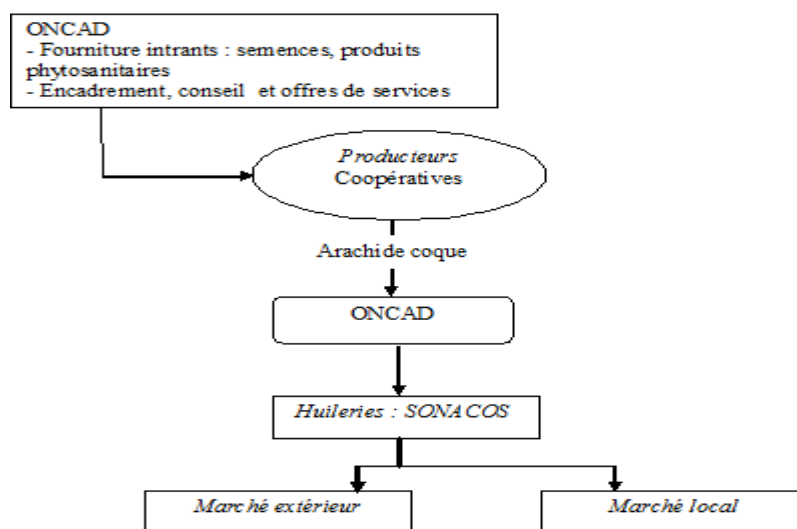 ONCAD
- Fourniture intrants : semences, produits
phytosanitaires
- Encadrement, conseil et offres de services
Producteurs
Coopératives
Arachide coque
ONCAD
Huileries : SONACOS
Marché extérieur
Marché local